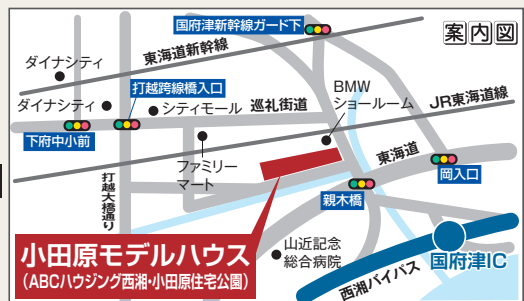 案内図
国府津新幹線ガード下
東海道新幹線
ダイナシティ
ダイナシティ
打越跨線橋入口
シティモール
巡礼街道
BMW
ショールーム
JR東海道線
下府中小前
ファミリー
マート
東海道
岡入口
打越大橋通り
親木橋
小田原モデルハウス
(ABCハウジング西湘・小田原住宅公園)
山近記念
総合病院
西湘バイパス
国府津IC